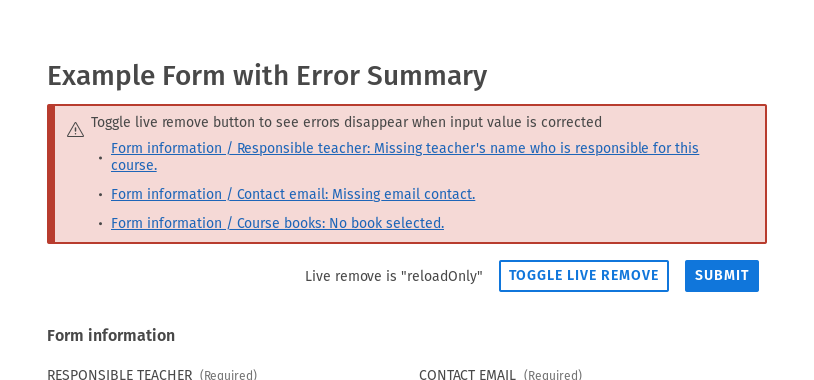 Example Form with Error Summary
Toggle live remove button to see errors disappear when input value is corrected
Form information / Responsible teacher: Missing teacher's name who is responsible for this
course.
Form information / Contact email: Missing email contact.
Form information / Course books: No book selected.
Live remove is "reloadOnly" TOGGLE LIVE REMOVE SUBMIT
Form information
RESPONSIBLE TEACHER (Required) CONTACT EMAIL (Required)